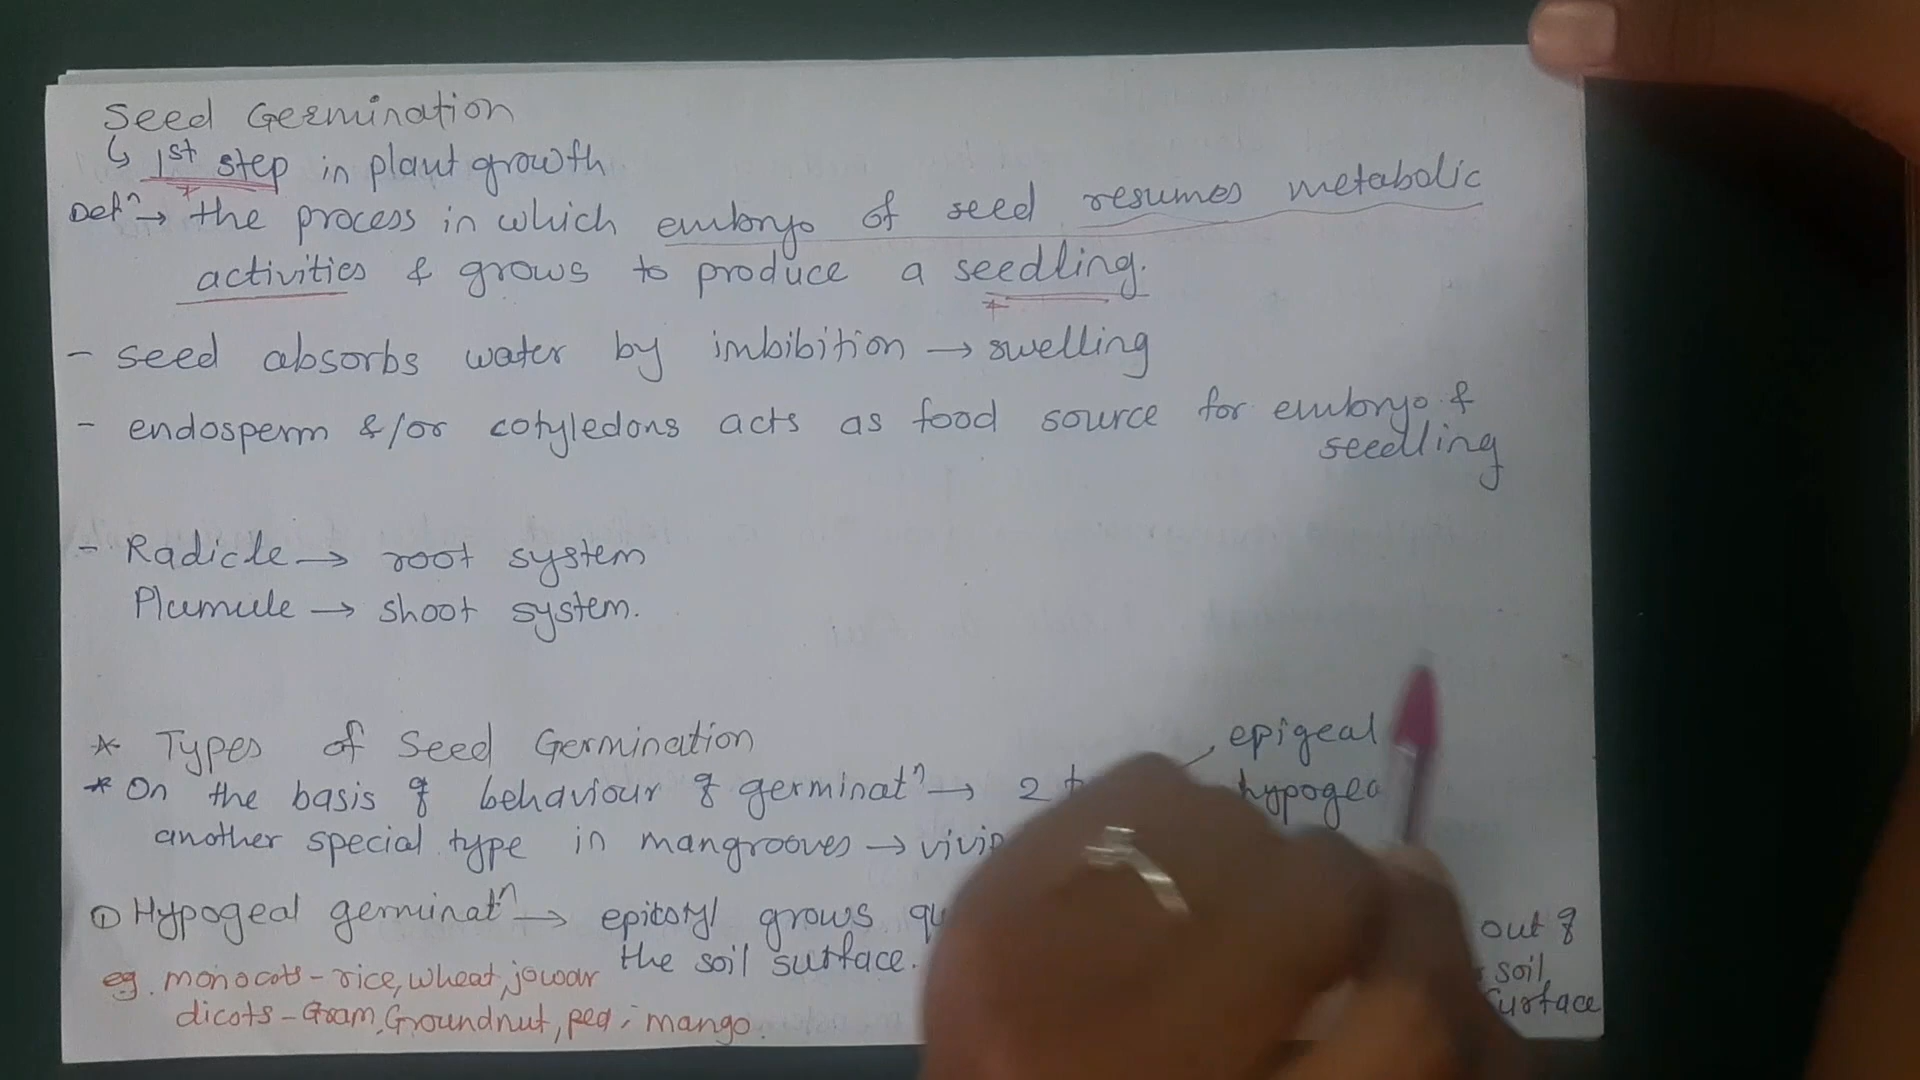 Seed Germination
↳ 1st step in plant growth
Defn → the process in which embryo of seed resumes metabolic
activities & grows to produce a seedling.
- seed absorbs water by imbibition → swelling
- endosperm &/or cotyledons acts as food source for embryo &
seedling
- Radicle → root system
Plumule → shoot system.
* Types of Seed Germination
epigeal
* On the basis of behaviour of germinatn → 2
another special type in mangrooves →
① Hypogeal germinatn → epicotyl grows out of
the soil surface. soil
eg. monocots - rice, wheat, jowar surface
dicots - Gram, Groundnut, pea, mango.